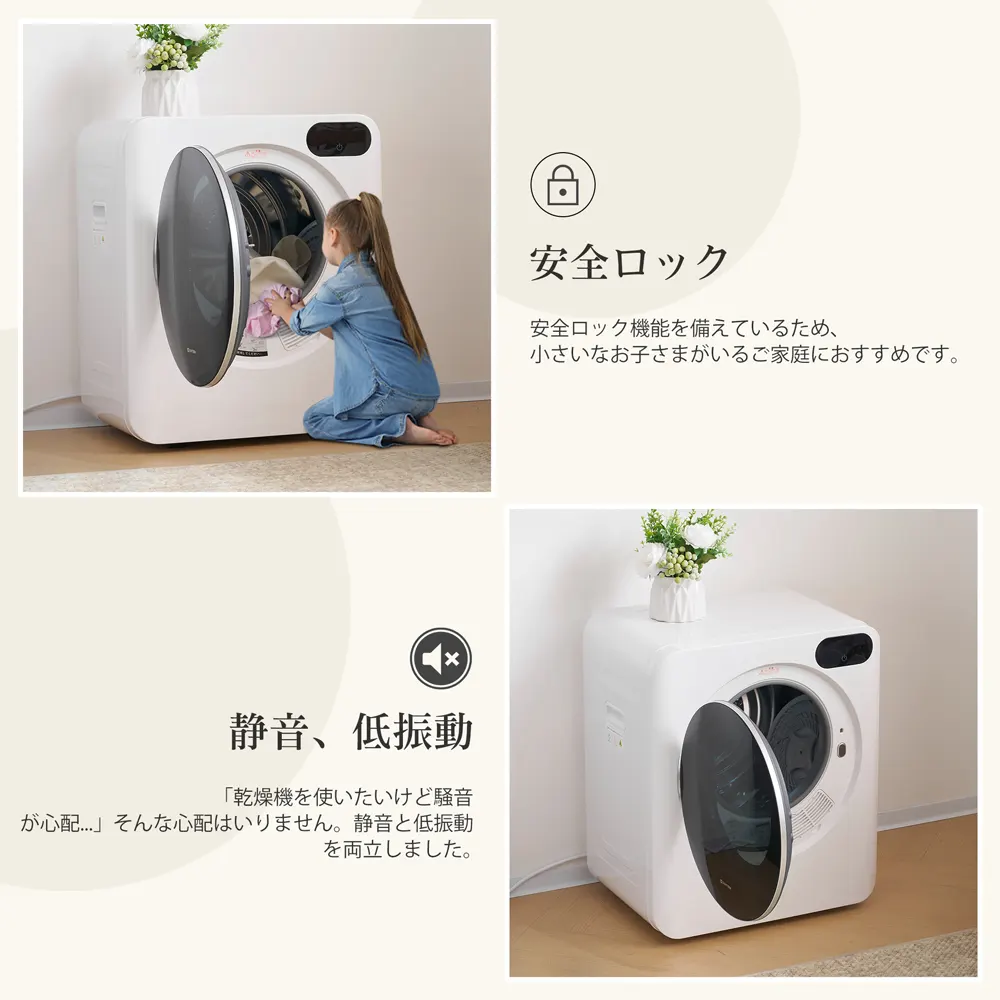 安全ロック
安全ロック機能を備えているため、
小さいなお子さまがいるご家庭におすすめです。
静音、低振動
「乾燥機を使いたいけど騒音
が心配...」そんな心配はいりません。静音と低振動
を両立しました。